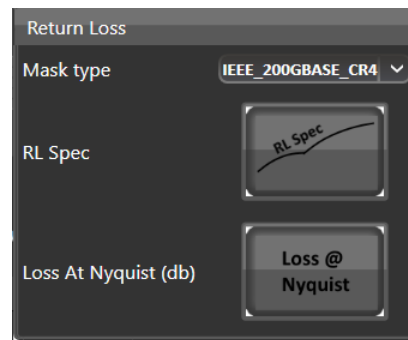 Return Loss
Mask type
IEEE_200GBASE_CR4
RL Spec
RL Spec
Loss At Nyquist (db)
Loss @
Nyquist